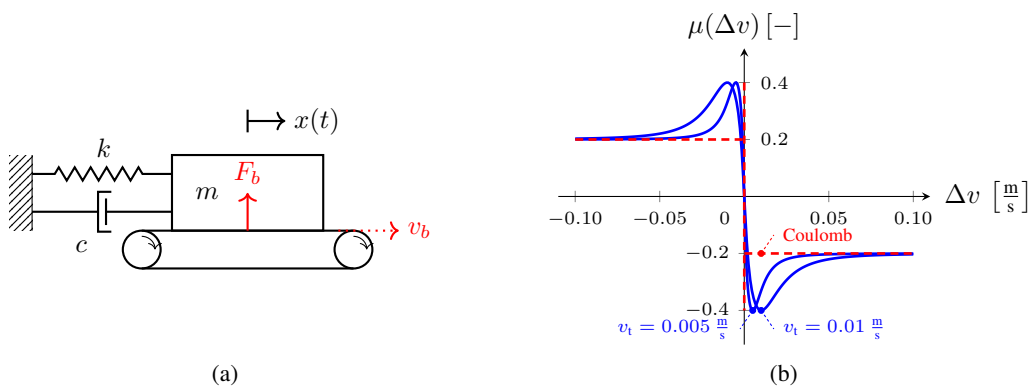 x(t)
k
F_b
m
v_b
c
(a)
μ(Δv) [−]
0.4
0.2
Δv [m/s]
−0.10
−0.05
0
0.05
0.10
Coulomb
−0.2
−0.4
v_t = 0.005 m/s
v_t = 0.01 m/s
(b)